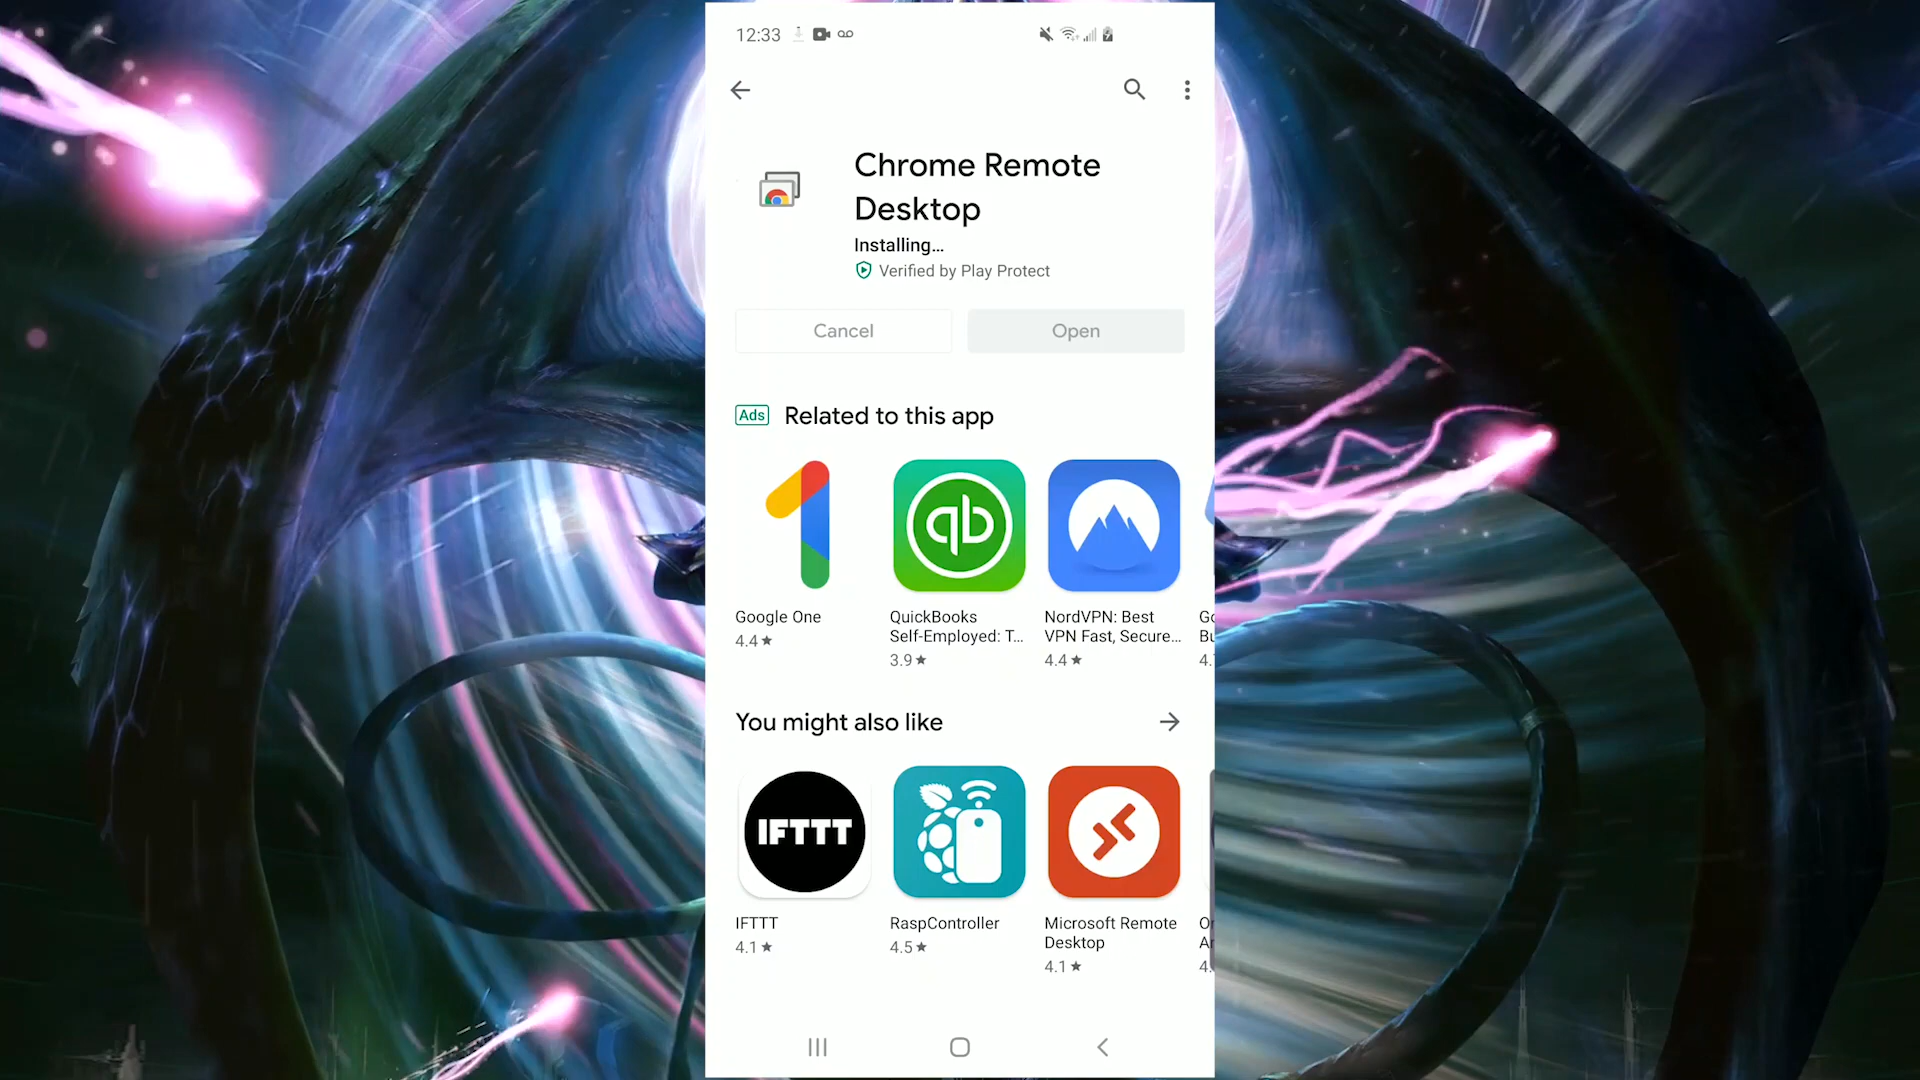 12:33
Chrome Remote
Desktop
Installing...
Verified by Play Protect
Cancel
Open
Ads
Related to this app
Google One
4.4★
QuickBooks
Self-Employed: T...
3.9★
NordVPN: Best
VPN Fast, Secure...
4.4★
You might also like
IFTTT
qb
IFTTT
4.1★
RaspController
4.5★
Microsoft Remote
Desktop
4.1★